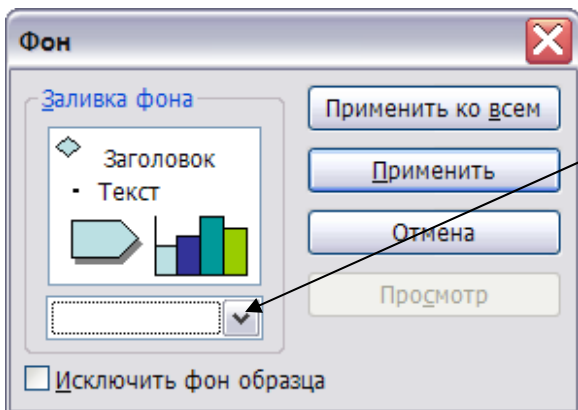 Фон
Заливка фона
Заголовок
Текст
Применить ко всем
Применить
Отмена
Просмотр
Исключить фон образца